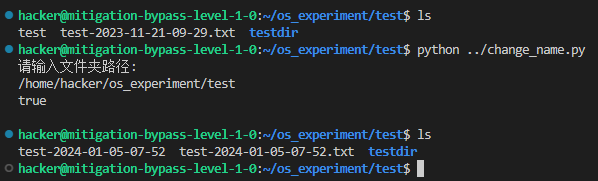 hacker@mitigation-bypass-level-1-0:~/os_experiment/test$ ls
test  test-2023-11-21-09-29.txt  testdir
hacker@mitigation-bypass-level-1-0:~/os_experiment/test$ python ../change_name.py
请输入文件夹路径:
/home/hacker/os_experiment/test
true
hacker@mitigation-bypass-level-1-0:~/os_experiment/test$ ls
test-2024-01-05-07-52  test-2024-01-05-07-52.txt  testdir
hacker@mitigation-bypass-level-1-0:~/os_experiment/test$